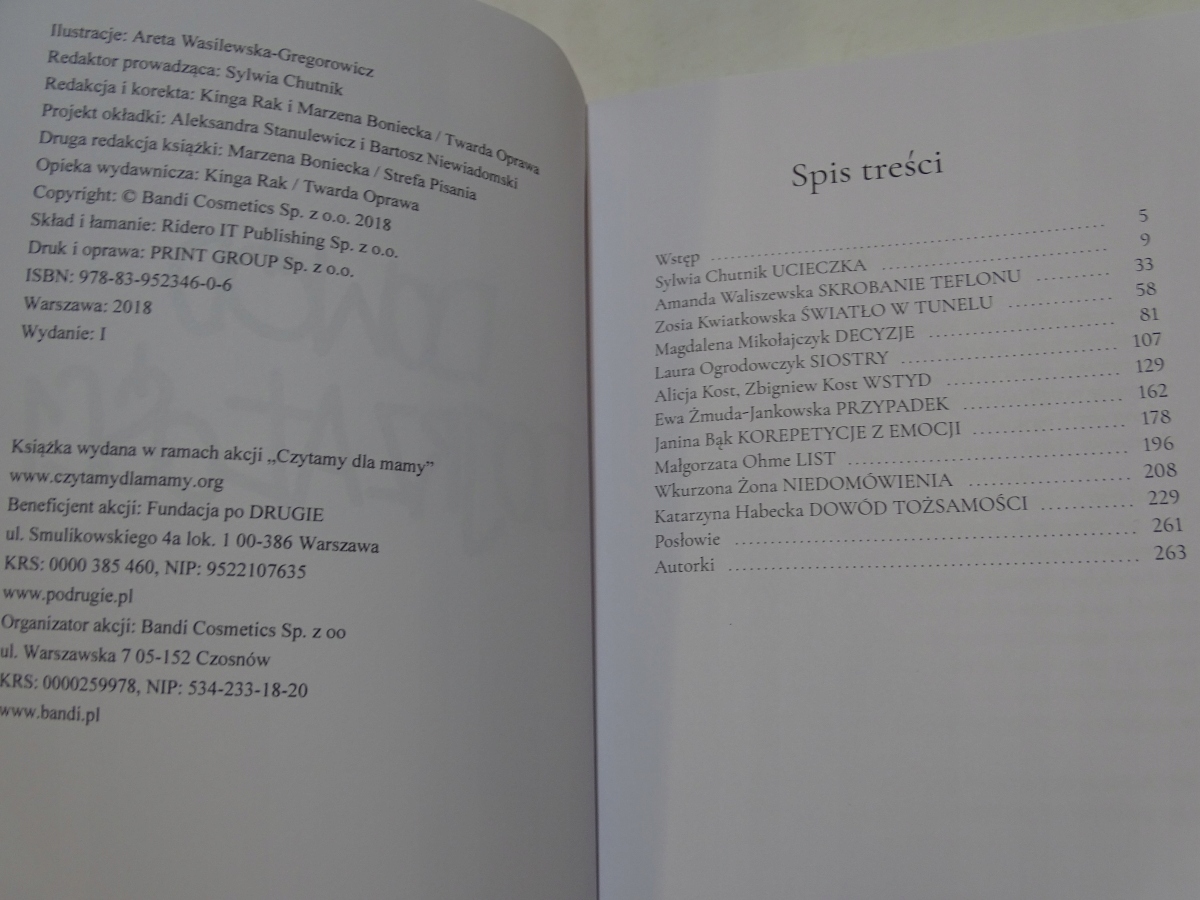 Ilustracje: Areta Wasilewska-Gregorowicz
Redaktor prowadząca: Sylwia Chutnik
Redakcja i korekta: Kinga Rak i Marzena Boniecka / Twarda Oprawa
Projekt okładki: Aleksandra Stanulewicz i Bartosz Niewiadomski
Druga redakcja książki: Marzena Boniecka / Strefa Pisania
Opieka wydawnicza: Kinga Rak / Twarda Oprawa
Copyright: © Bandi Cosmetics Sp. z o.o. 2018
Skład i łamanie: Ridero IT Publishing Sp. z o.o.
Druk i oprawa: PRINT GROUP Sp. z o.o.
ISBN: 978-83-952346-0-6
Warszawa: 2018
Wydanie: I
Książka wydana w ramach akcji „Czytamy dla mamy”
www.czytamydlamamy.org
Beneficjent akcji: Fundacja po DRUGIE
ul. Smulikowskiego 4a lok. 1 00-386 Warszawa
KRS: 0000 385 460, NIP: 9522107635
www.podrugie.pl
Organizator akcji: Bandi Cosmetics Sp. z oo
ul. Warszawska 7 05-152 Czosnów
KRS: 0000259978, NIP: 534-233-18-20
www.bandi.pl
Spis treści
Wstęp 5
Sylwia Chutnik UCIECZKA 9
Amanda Waliszewska SKROBANIE TEFLONU 33
Zosia Kwiatkowska ŚWIATŁO W TUNELU 58
Magdalena Mikołajczyk DECYZJE 81
Laura Ogrodowczyk SIOSTRY 107
Alicja Kost, Zbigniew Kost WSTYD 129
Ewa Żmuda-Jankowska PRZYPADEK 162
Janina Bąk KOREPETYCJE Z EMOCJI 178
Małgorzata Ohme LIST 196
Wkurzona Żona NIEDOMÓWIENIA 208
Katarzyna Habecka DOWÓD TOŻSAMOŚCI 229
Posłowie 261
Autorki 263